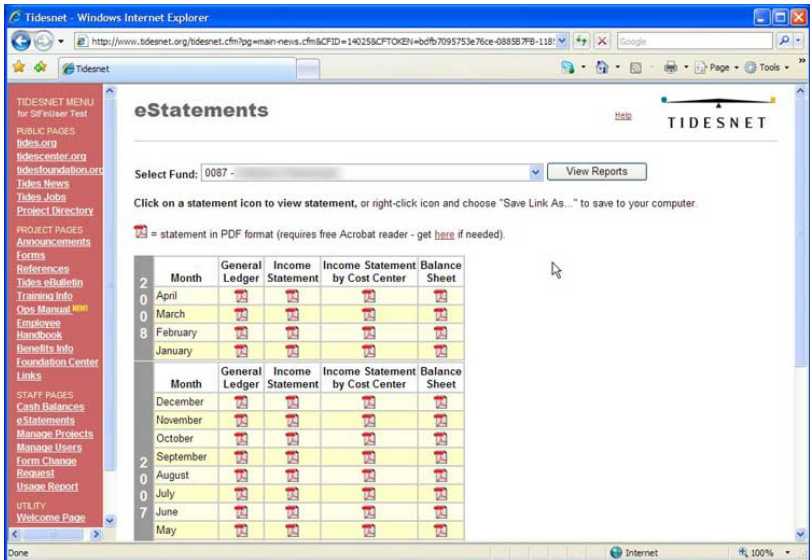 Tidesnet - Windows Internet Explorer
http://www.tidesnet.org/tidesnet.cfm?pg=main-news.cfm&CFID=14025&CFTOKEN=bdfb7095753e76ce-0885B7FB-118
Google
Tidesnet
Page
Tools
TIDESNET MENU
for StFinUser Test
PUBLIC PAGES
tides.org
tidescenter.org
tidesfoundation.org
Tides News
Tides Jobs
Project Directory
PROJECT PAGES
Announcements
Forms
References
Tides eBulletin
Training Info
Ops Manual NEW!
Employee
Handbook
Benefits Info
Foundation Center
Links
STAFF PAGES
Cash Balances
eStatements
Manage Projects
Manage Users
Form Change
Request
Usage Report
UTILITY
Welcome Page
eStatements
Help
TIDESNET
Select Fund: 0087 -
View Reports
Click on a statement icon to view statement, or right-click icon and choose "Save Link As..." to save to your computer.
= statement in PDF format (requires free Acrobat reader - get here if needed).
2008
Month General Ledger Income Statement Income Statement by Cost Center Balance Sheet
April
March
February
January
2007
Month General Ledger Income Statement Income Statement by Cost Center Balance Sheet
December
November
October
September
August
July
June
May
Done
Internet
100%